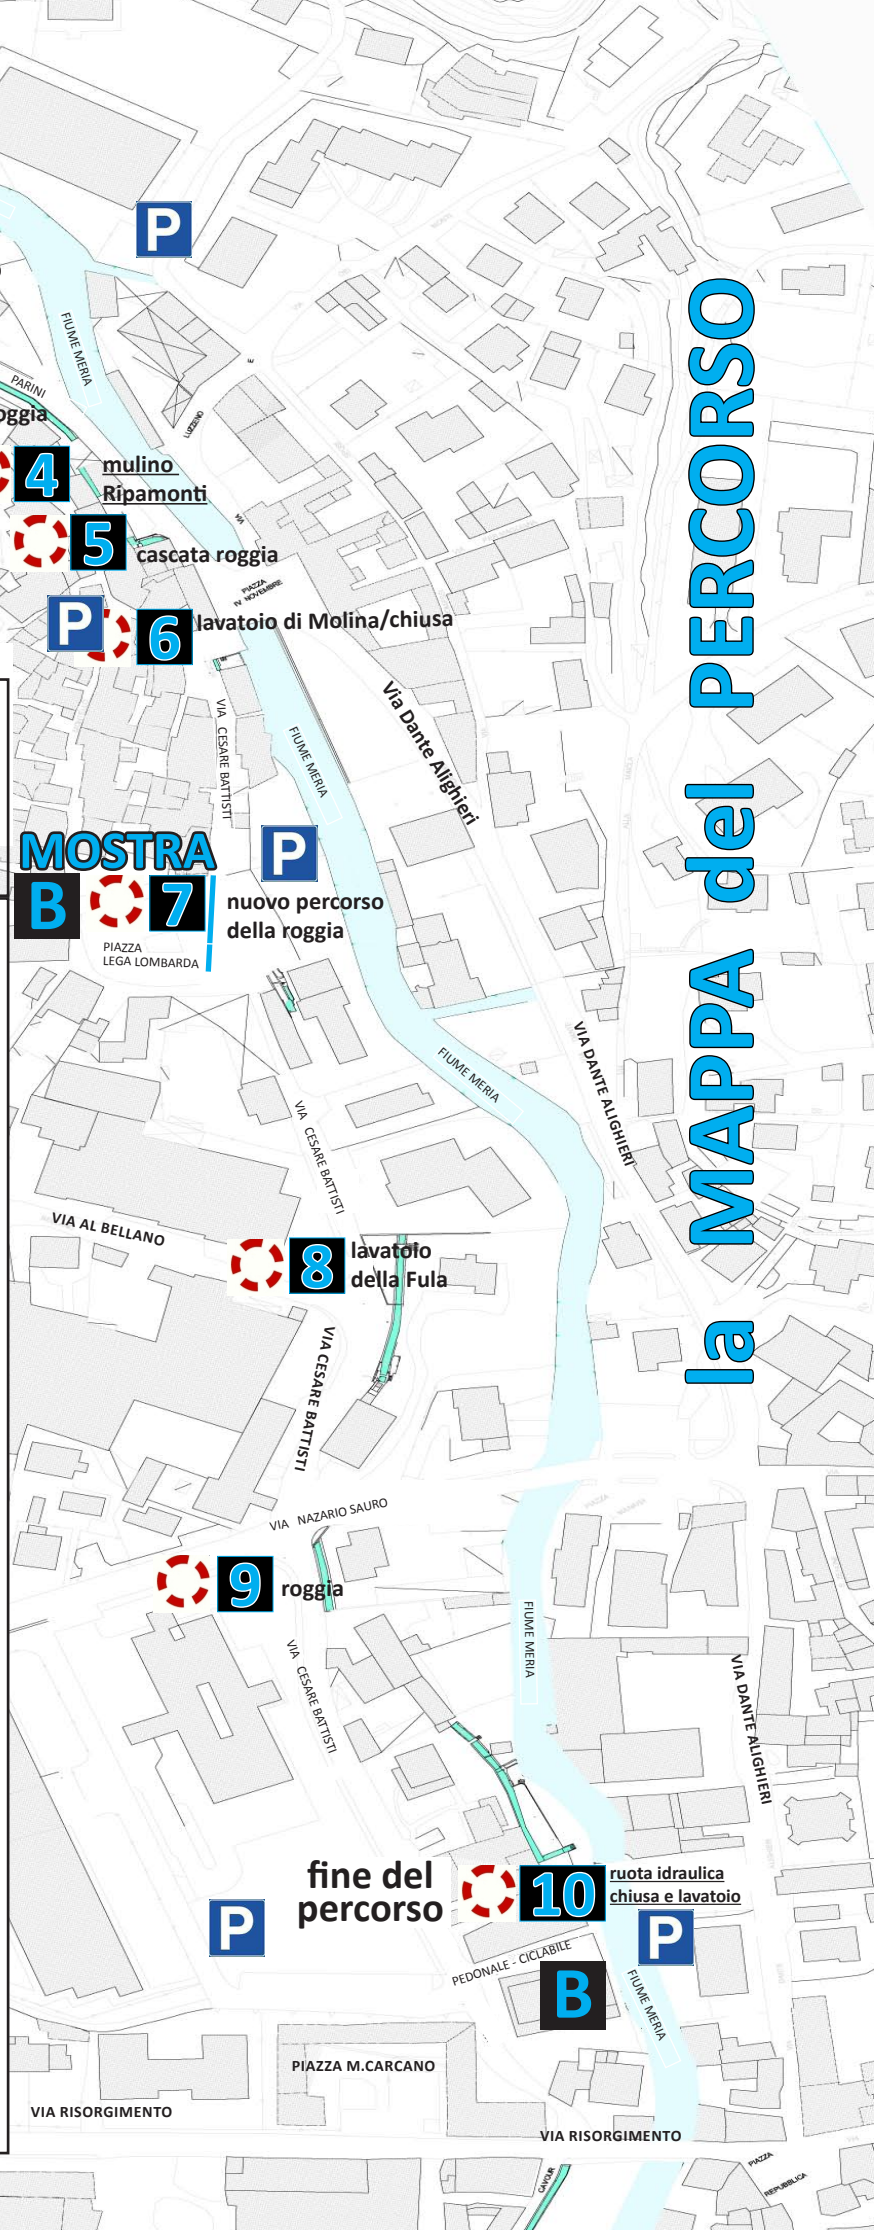 P
FIUME MERIA
PARINI
oggia
LUZZENO
E
VIA
4
mulino
Ripamonti
5
cascata roggia
PIAZZA
IV NOVEMBRE
P
6
lavatoio di Molina/chiusa
VIA CESARE BATTISTI
FIUME MERIA
Via Dante Alighieri
MOSTRA
P
B
7
nuovo percorso
della roggia
PIAZZA
LEGA LOMBARDA
FIUME MERIA
VIA DANTE ALIGHIERI
VIA CESARE BATTISTI
VIA AL BELLANO
8
lavatoio
della Fula
VIA CESARE BATTISTI
VIA NAZARIO SAURO
9
roggia
FIUME MERIA
VIA CESARE BATTISTI
VIA DANTE ALIGHIERI
fine del
percorso
10
ruota idraulica
chiusa e lavatoio
P
P
PEDONALE - CICLABILE
B
FIUME MERIA
PIAZZA M.CARCANO
VIA RISORGIMENTO
VIA RISORGIMENTO
CAVOUR
PIAZZA
REPUBBLICA
la MAPPA del PERCORSO